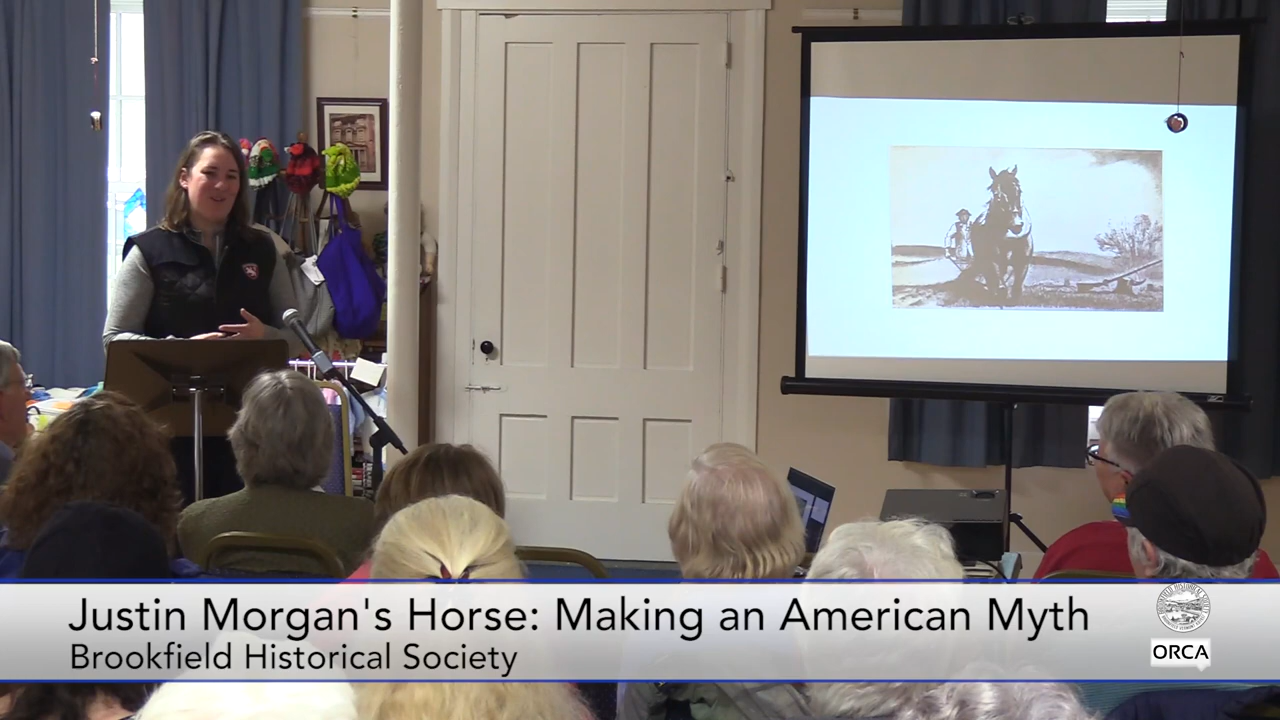 Justin Morgan's Horse: Making an American Myth
Brookfield Historical Society
ORCA